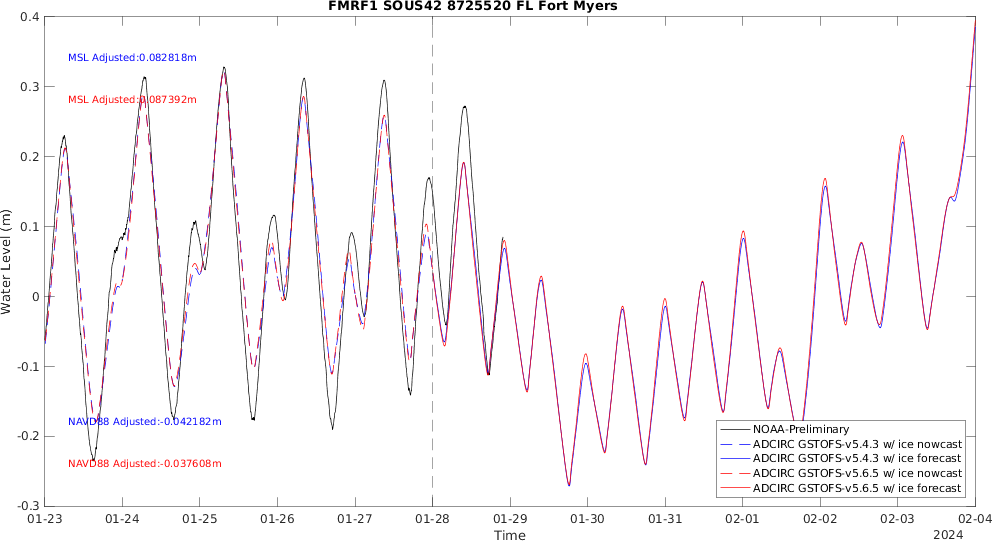 FMRF1 SOUS42 8725520 FL Fort Myers
0.4
MSL Adjusted:0.082818m
0.3
MSL Adjusted:0.087392m
0.2
0.1
Water Level (m)
0
-0.1
-0.2
NAVD88 Adjusted:-0.042182m
NAVD88 Adjusted:-0.037608m
-0.3
NOAA-Preliminary
ADCIRC GSTOFS-v5.4.3 w/ ice nowcast
ADCIRC GSTOFS-v5.4.3 w/ ice forecast
ADCIRC GSTOFS-v5.6.5 w/ ice nowcast
ADCIRC GSTOFS-v5.6.5 w/ ice forecast
01-23 01-24 01-25 01-26 01-27 01-28 01-29 01-30 01-31 02-01 02-02 02-03 02-04
Time
2024